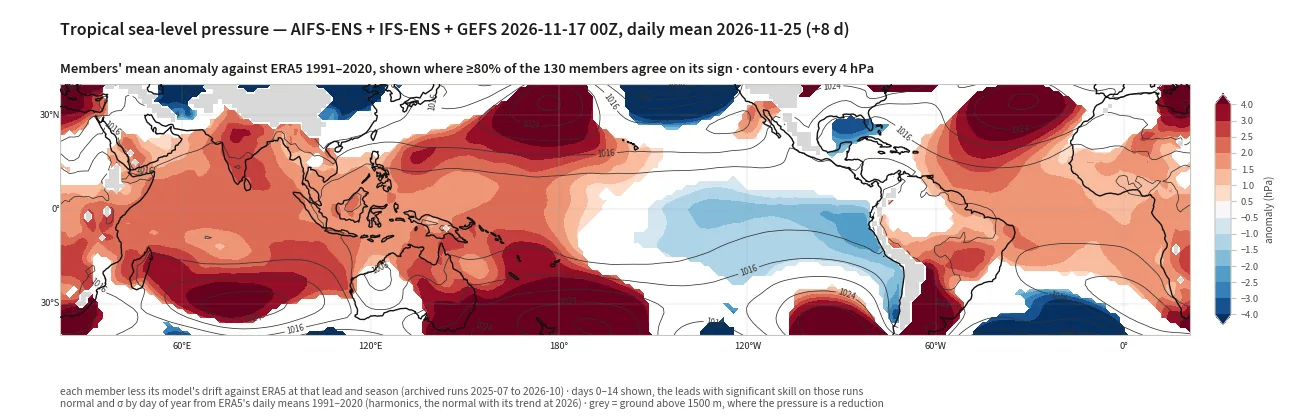 Tropical sea-level pressure — AIFS-ENS + IFS-ENS + GEFS 2026-11-17 00Z, daily mean 2026-11-25 (+8 d)
Members' mean anomaly against ERA5 1991–2020, shown where ≥80% of the 130 members agree on its sign · contours every 4 hPa
30°N
0°
30°S
60°E
120°E
180°
120°W
60°W
0°
1016
1016
1016
1016
1016
1008
1016
1016
1016
1024
1016
1024
1024
4.0
3.0
2.5
2.0
1.5
1.0
0.5
−0.5
−1.0
−1.5
−2.0
−2.5
−3.0
−4.0
anomaly (hPa)
each member less its model's drift against ERA5 at that lead and season (archived runs 2025-07 to 2026-10) · days 0–14 shown, the leads with significant skill on those runs
normal and σ by day of year from ERA5's daily means 1991–2020 (harmonics, the normal with its trend at 2026) · grey = ground above 1500 m, where the pressure is a reduction